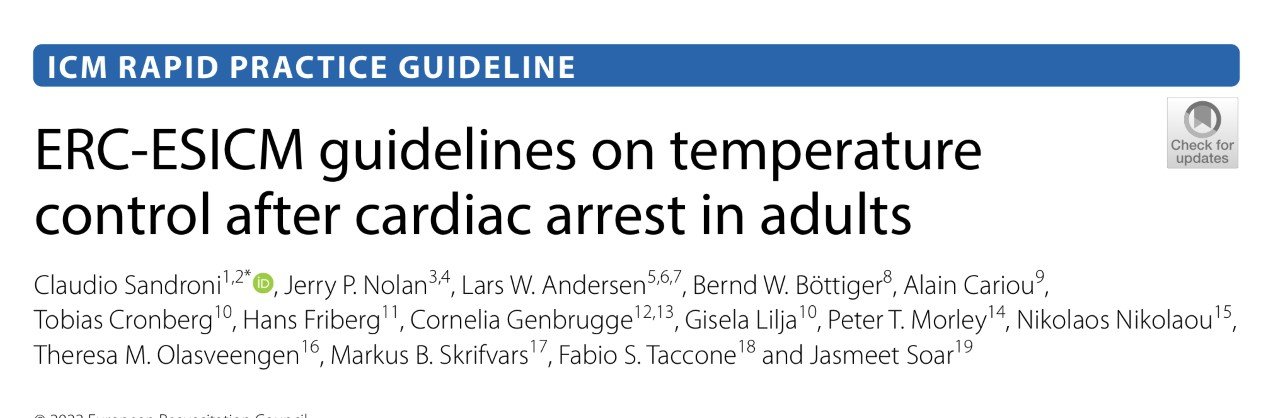 ICM RAPID PRACTICE GUIDELINE
ERC-ESICM guidelines on temperature
control after cardiac arrest in adults
Check for
updates
Claudio Sandroni1,2* iD, Jerry P. Nolan3,4, Lars W. Andersen5,6,7, Bernd W. Böttiger8, Alain Cariou9,
Tobias Cronberg10, Hans Friberg11, Cornelia Genbrugge12,13, Gisela Lilja10, Peter T. Morley14, Nikolaos Nikolaou15,
Theresa M. Olasveengen16, Markus B. Skrifvars17, Fabio S. Taccone18 and Jasmeet Soar19